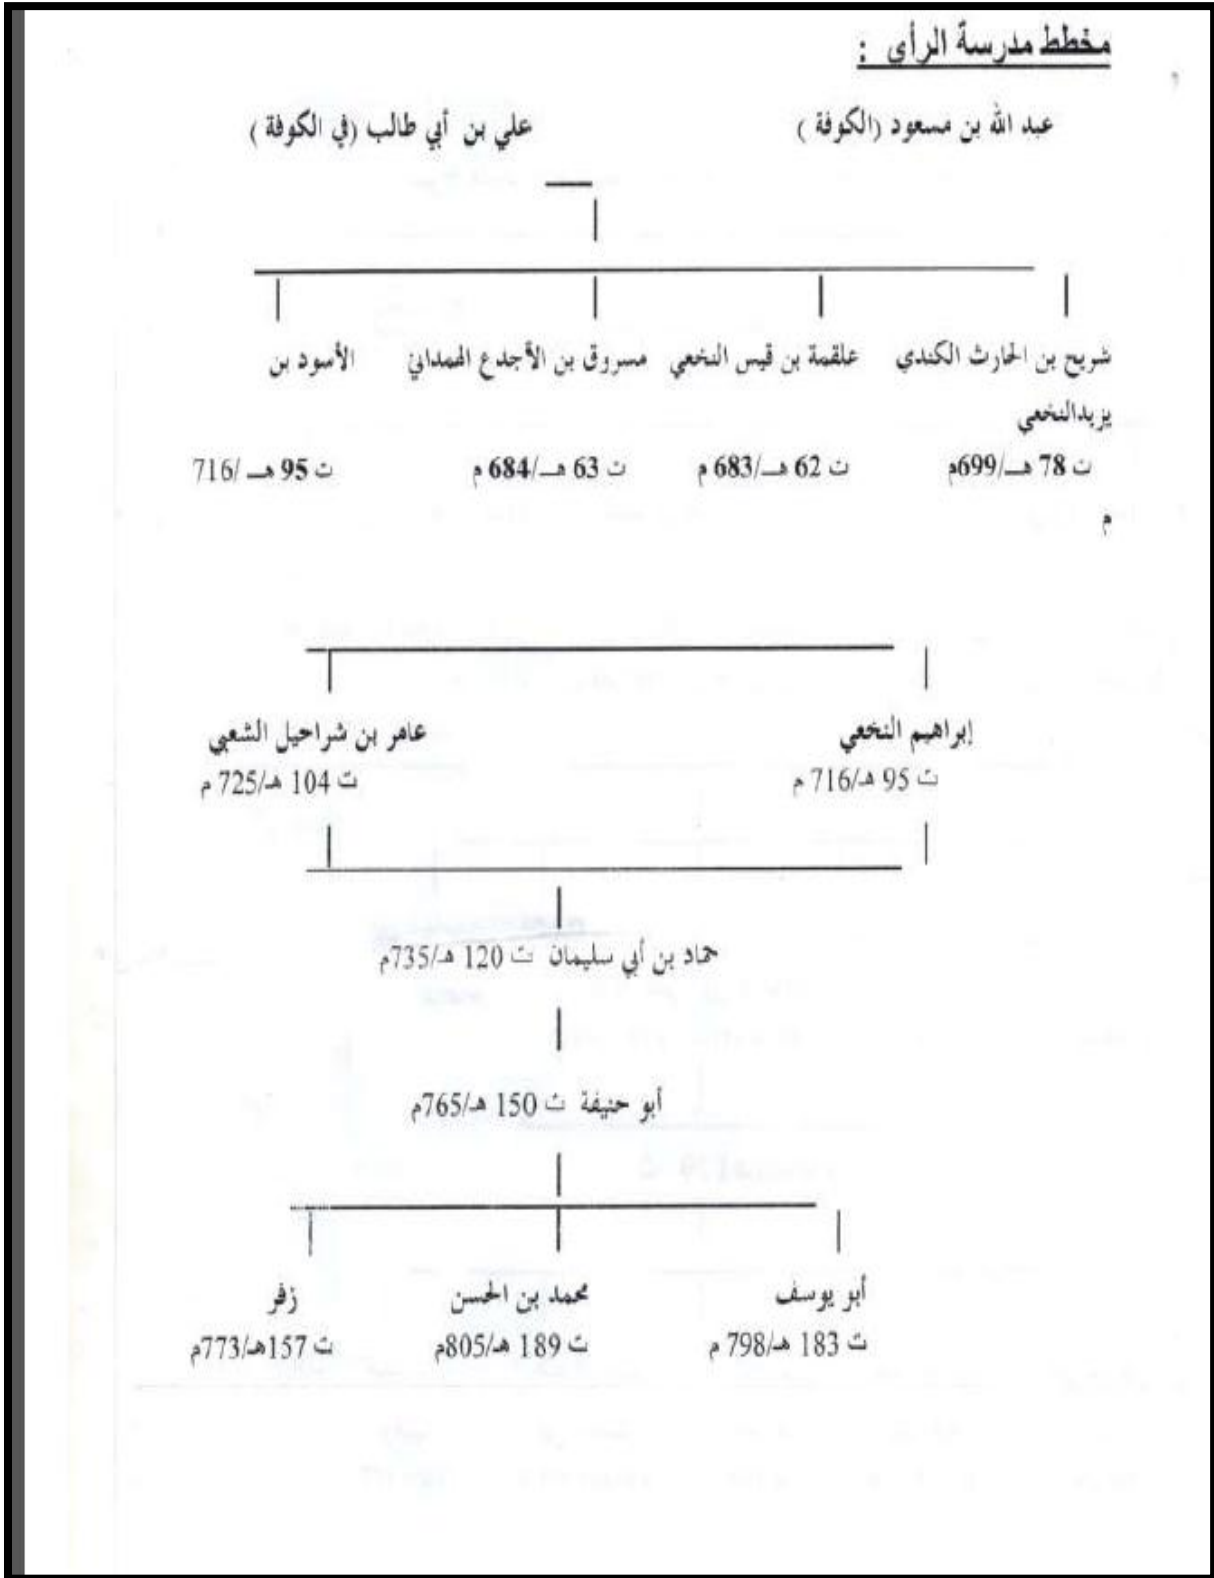 مخطط مدرسة الرأي :
عبد الله بن مسعود (الكوفة ) علي بن أبي طالب (في الكوفة )
شريح بن الحارث الكندي علقمة بن قيس النخعي مسروق بن الأجدع الهمداني الأسود بن
يزيدالنخعي
ت 78 هـ/699م ت 62 هـ/683 م ت 63 هـ/684 م ت 95 هـ /716
م
إبراهيم النخعي عامر بن شراحيل الشعبي
ت 95 هـ/716 م ت 104 هـ/725 م
حماد بن أبي سليمان ت 120 هـ/735م
أبو حنيفة ت 150 هـ/765م
أبو يوسف محمد بن الحسن زفر
ت 183 هـ/798 م ت 189 هـ/805م ت 157هـ/773م